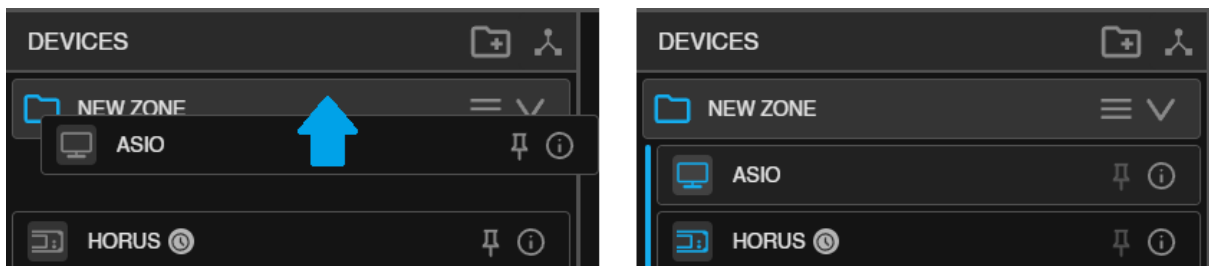 DEVICES
NEW ZONE
ASIO
HORUS
DEVICES
NEW ZONE
ASIO
HORUS